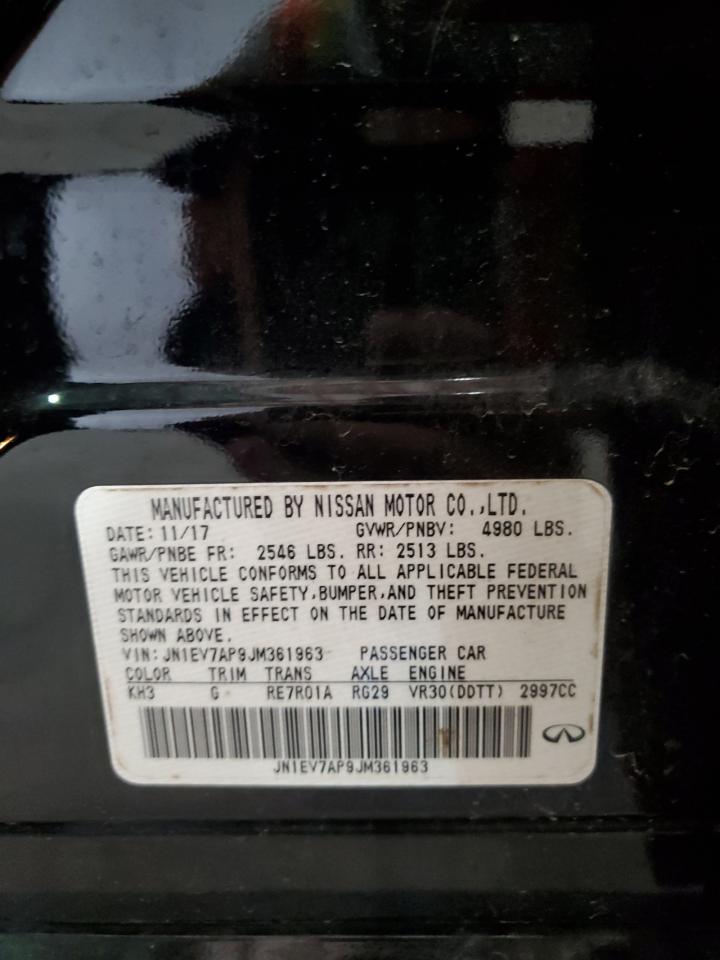 MANUFACTURED BY NISSAN MOTOR CO.,LTD.
DATE: 11/17 GVWR/PNBV: 4980 LBS.
GAWR/PNBE FR: 2546 LBS. RR: 2513 LBS.
THIS VEHICLE CONFORMS TO ALL APPLICABLE FEDERAL
MOTOR VEHICLE SAFETY,BUMPER,AND THEFT PREVENTION
STANDARDS IN EFFECT ON THE DATE OF MANUFACTURE
SHOWN ABOVE.
VIN: JN1EV7AP9JM361963 PASSENGER CAR
COLOR TRIM TRANS AXLE ENGINE
KH3 G RE7R01A RG29 VR30(DDTT) 2997CC
JN1EV7AP9JM361963